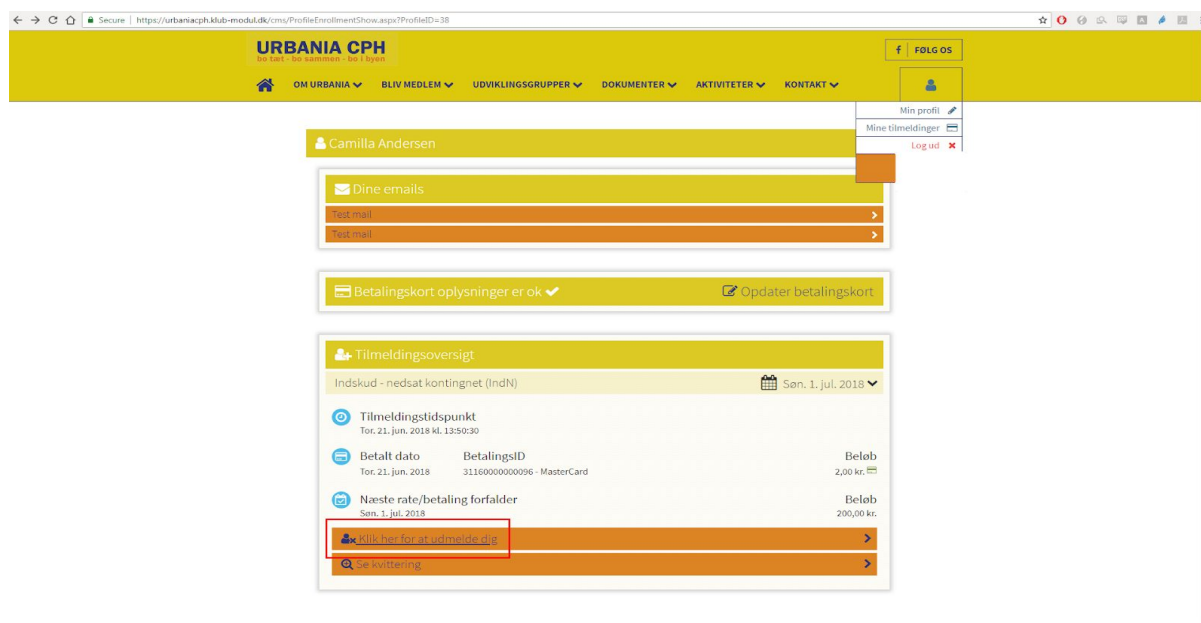 Secure | https://urbaniacph.klub-modul.dk/cms/ProfileEnrollmentShow.aspx?ProfileID=38
URBANIA CPH
bo tæt - bo sammen - bo i byen
f FØLG OS
OM URBANIA BLIV MEDLEM UDVIKLINGSGRUPPER DOKUMENTER AKTIVITETER KONTAKT
Min profil
Mine tilmeldinger
Log ud
Camilla Andersen
Dine emails
Test mail
Test mail
Betalingskort oplysninger er ok Opdater betalingskort
Tilmeldingsoversigt
Indskud - nedsat kontingnet (IndN) Søn. 1. jul. 2018
Tilmeldingstidspunkt
Tor. 21. jun. 2018 kl. 13:50:30
Betalt dato BetalingsID Beløb
Tor. 21. jun. 2018 31160000000096 - MasterCard 2,00 kr.
Næste rate/betaling forfalder Beløb
Søn. 1. jul. 2018 200,00 kr.
Klik her for at udmelde dig
Se kvittering